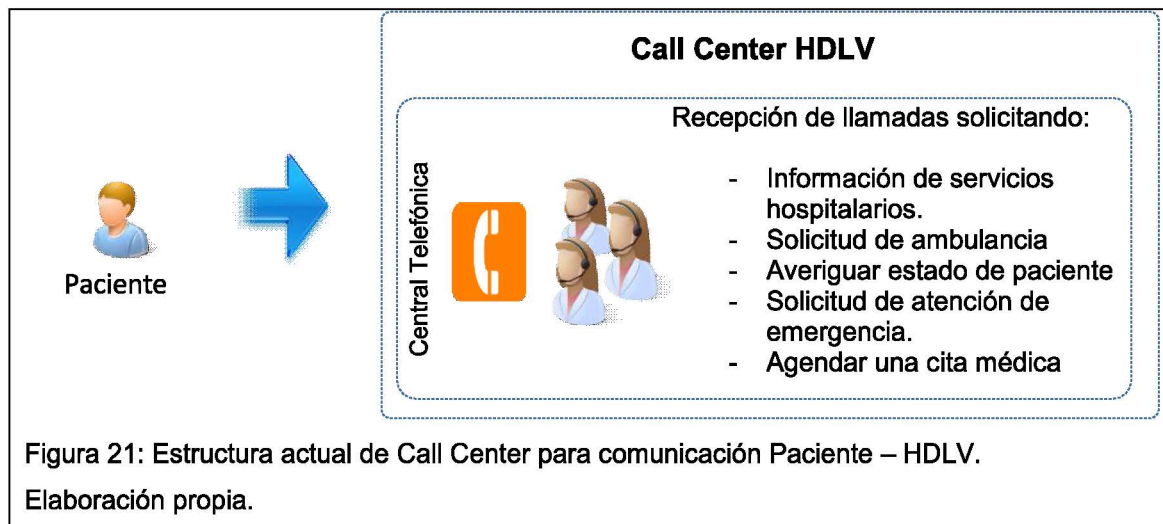 Call Center HDLV
Paciente
Central Telefónica
Recepción de llamadas solicitando:
- Información de servicios
hospitalarios.
- Solicitud de ambulancia
- Averiguar estado de paciente
- Solicitud de atención de
emergencia.
- Agendar una cita médica
Figura 21: Estructura actual de Call Center para comunicación Paciente – HDLV.
Elaboración propia.